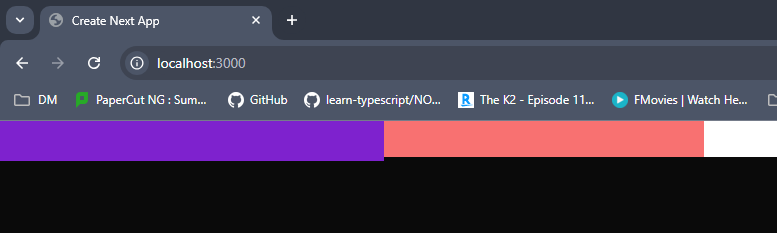 Create Next App
localhost:3000
DM PaperCut NG : Sum... GitHub learn-typescript/NO... The K2 - Episode 11... FMovies | Watch He...